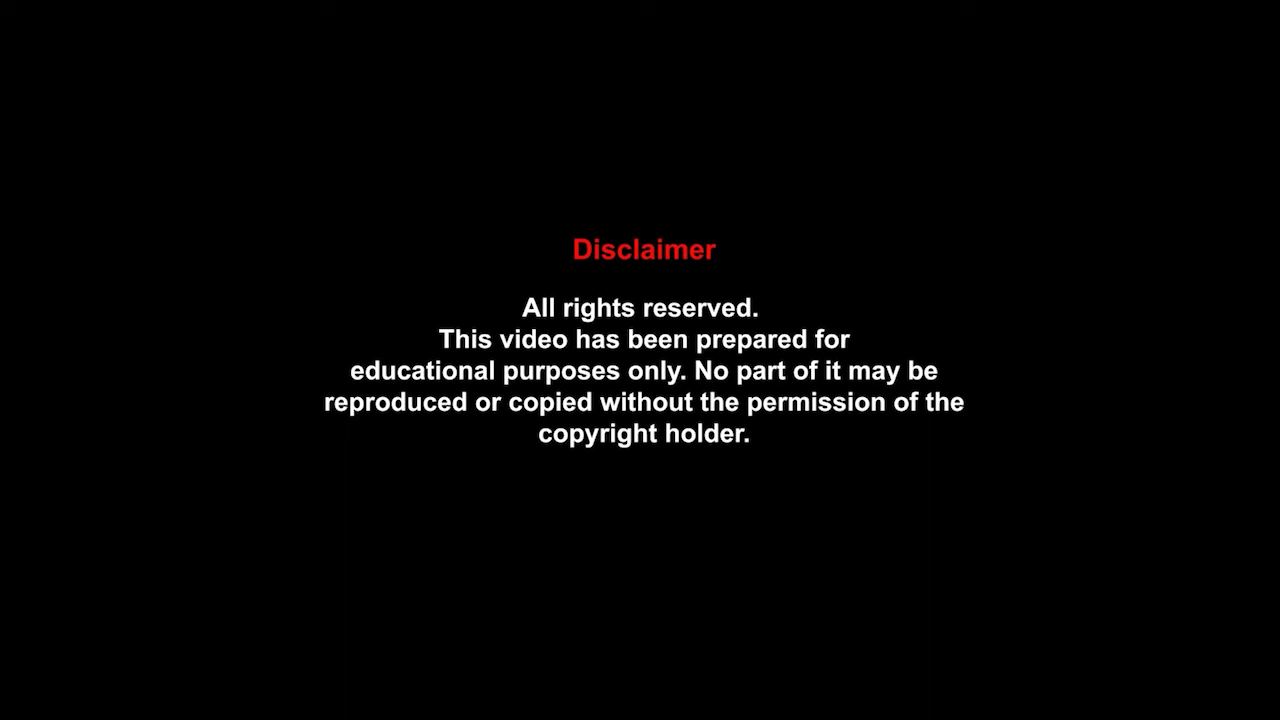 Disclaimer
All rights reserved.
This video has been prepared for
educational purposes only. No part of it may be
reproduced or copied without the permission of the
copyright holder.